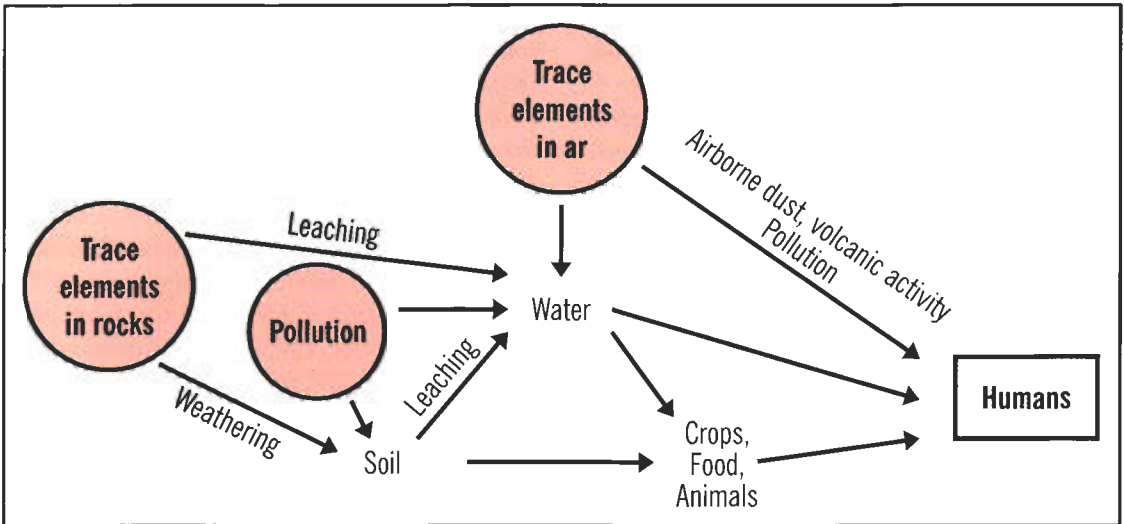 Trace
elements
in ar
Airborne dust, volcanic activity
Pollution
Leaching
Trace
elements
in rocks
Pollution
Water
Leaching
Weathering
Humans
Soil
Crops,
Food,
Animals